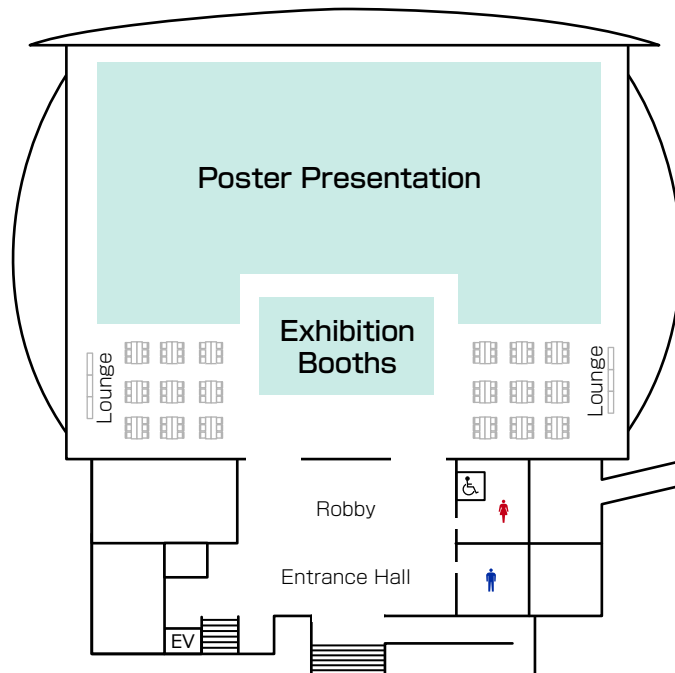 Poster Presentation
Exhibition
Booths
Lounge
Lounge
Robby
Entrance Hall
EV